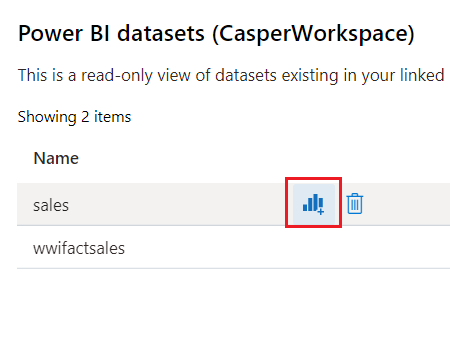 Power BI datasets (CasperWorkspace)
This is a read-only view of datasets existing in your linked
Showing 2 items
Name
sales
wwifactsales